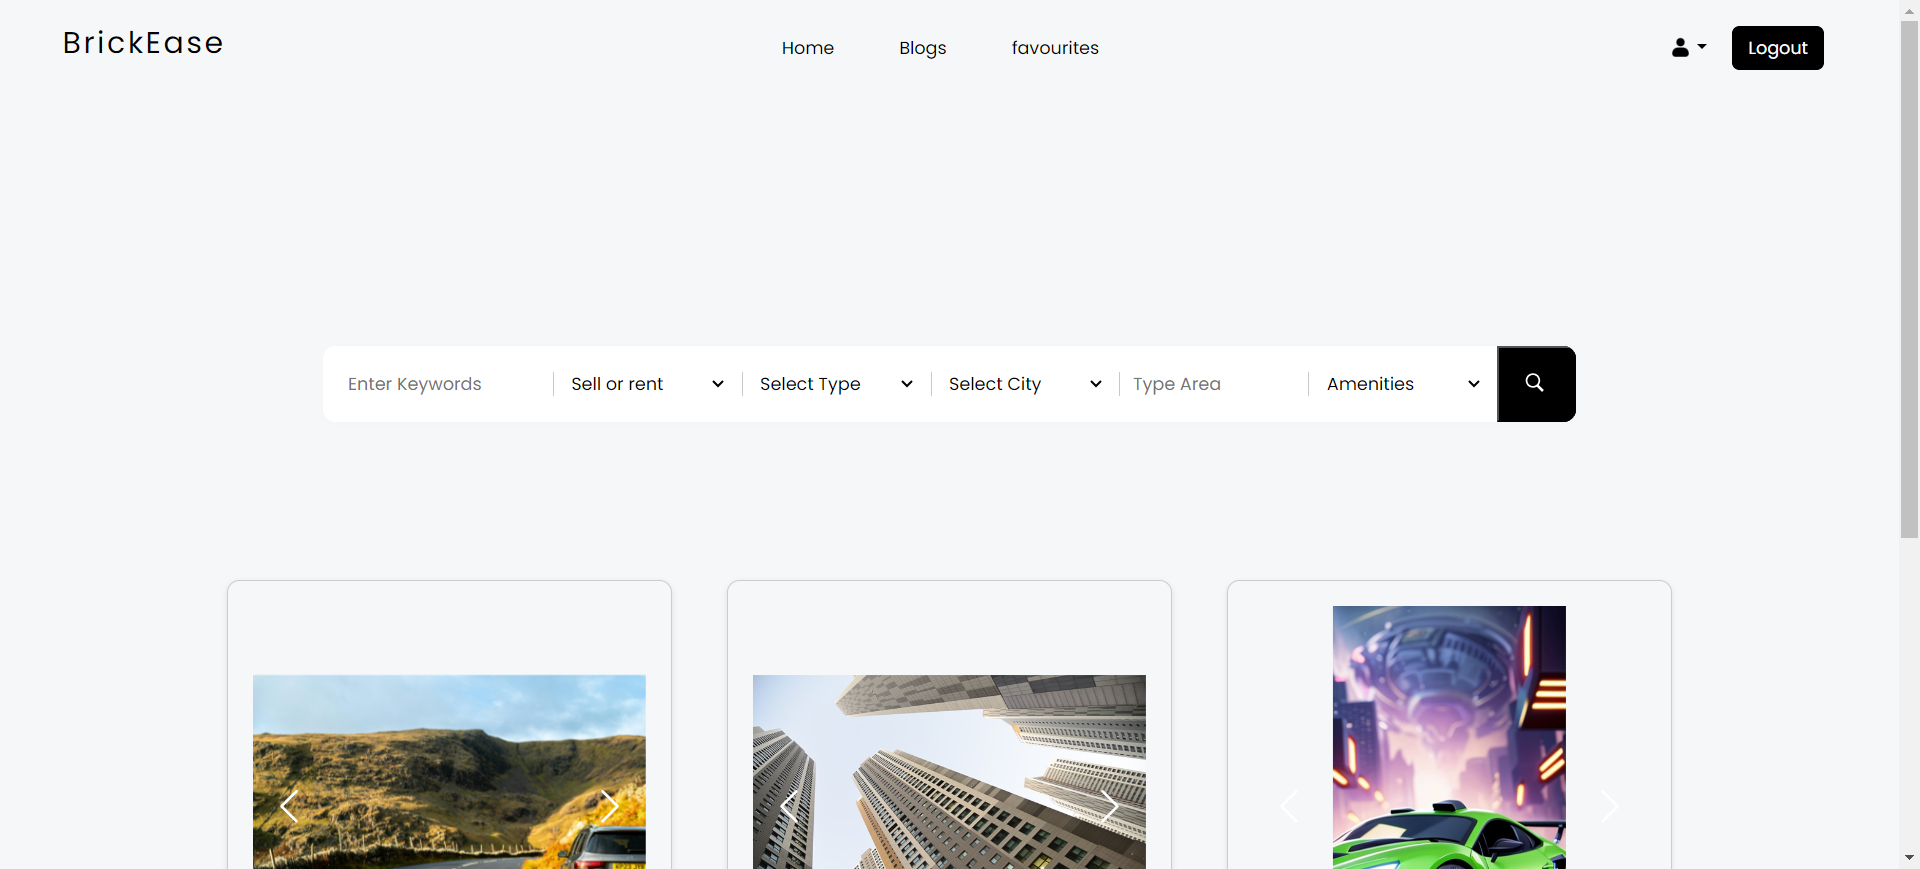 BrickEase
Home Blogs favourites
Logout
Enter Keywords Sell or rent Select Type Select City Type Area Amenities